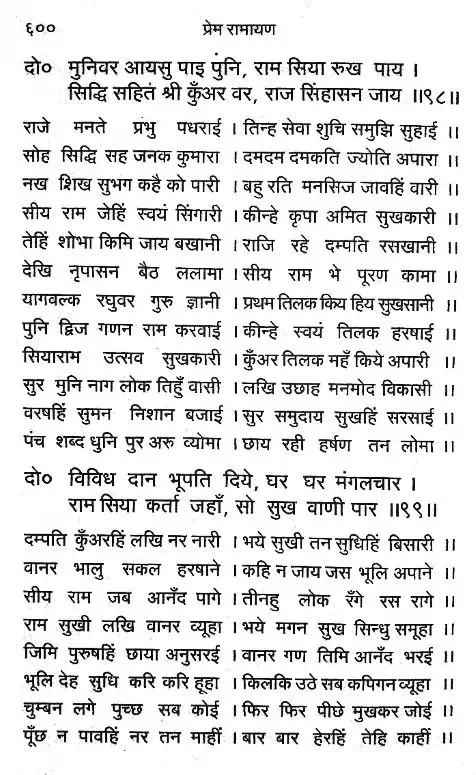 ६०० प्रेम रामायण
दो० मुनिवर आयसु पाइ पुनि, राम सिया रुख पाय ।
सिद्धि सहित श्री कुँअर वर, राज सिंहासन जाय ॥९८॥
राजे मनते प्रभु पधराई । तिन्ह सेवा शुचि समुझि सुहाई ॥
सोह सिद्धि सह जनक कुमारा । दमदम दमकति ज्योति अपारा ॥
नख शिख सुभग कहै को पारी । बहु रति मनसिज जावहिं वारी ॥
सीय राम जेहिं स्वयं सिंगारी । कीन्हे कृपा अमित सुखकारी ॥
तेहिं शोभा किमि जाय बखानी । राजि रहे दम्पति रसखानी ॥
देखि नृपासन बैठ ललामा । सीय राम भे पूरण कामा ॥
यागवल्क रघुवर गुरु ज्ञानी । प्रथम तिलक किय हिय सुखसानी ॥
पुनि द्विज गणन राम करवाई । कीन्हे स्वयं तिलक हरषाई ॥
सियाराम उत्सव सुखकारी । कुँअर तिलक महँ किये अपारी ॥
सुर मुनि नाग लोक तिहुँ वासी । लखि उछाह मनमोद विकासी ॥
वरषहिं सुमन निशान बजाई । सुर समुदाय सुखहिं सरसाई ॥
पंच शब्द धुनि पुर अरु व्योमा । छाय रही हर्षण तन लोमा ॥
दो० विविध दान भूपति दिये, घर घर मंगलचार ।
राम सिया कर्ता जहाँ, सो सुख वाणी पार ॥९९॥
दम्पति कुँअरहिं लखि नर नारी । भये सुखी तन सुधिहिं बिसारी ॥
वानर भालु सकल हरषाने । कहि न जाय जस भूलि अपाने ॥
सीय राम जब आनँद पागे । तीनहु लोक रँगे रस रागे ॥
राम सुखी लखि वानर व्यूहा । भये मगन सुख सिन्धु समूहा ॥
जिमि पुरुषहिं छाया अनुसरई । वानर गण तिमि आनँद भरई ॥
भूलि देह सुधि करि करि हूहा । किलकि उठे सब कपिगन व्यूहा ॥
चुम्बन लगे पुच्छ सब कोई । फिर फिर पीछे मुखकर जोई ॥
पूँछ न पावहिं नर तन माहीं । बार बार हेरहिं तेहि काहीं ॥